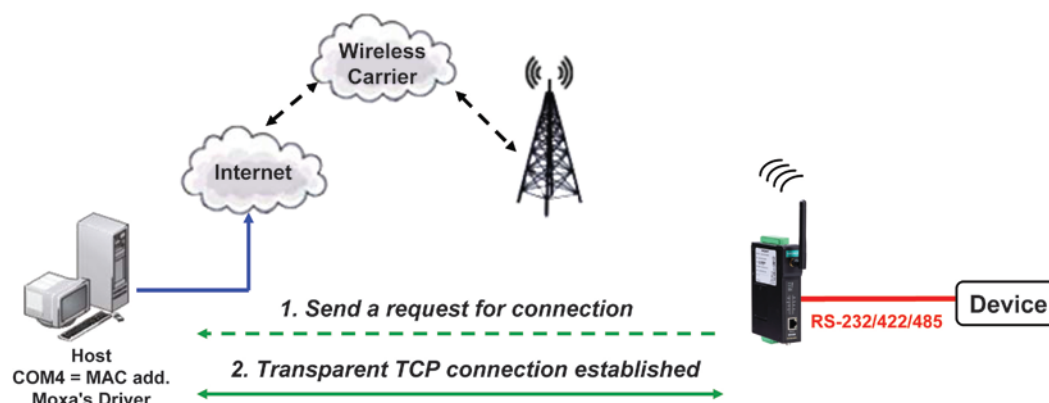 Wireless
Carrier
Internet
1. Send a request for connection
RS-232/422/485
Device
Host
COM4 = MAC add.
Moxa's Driver
2. Transparent TCP connection established